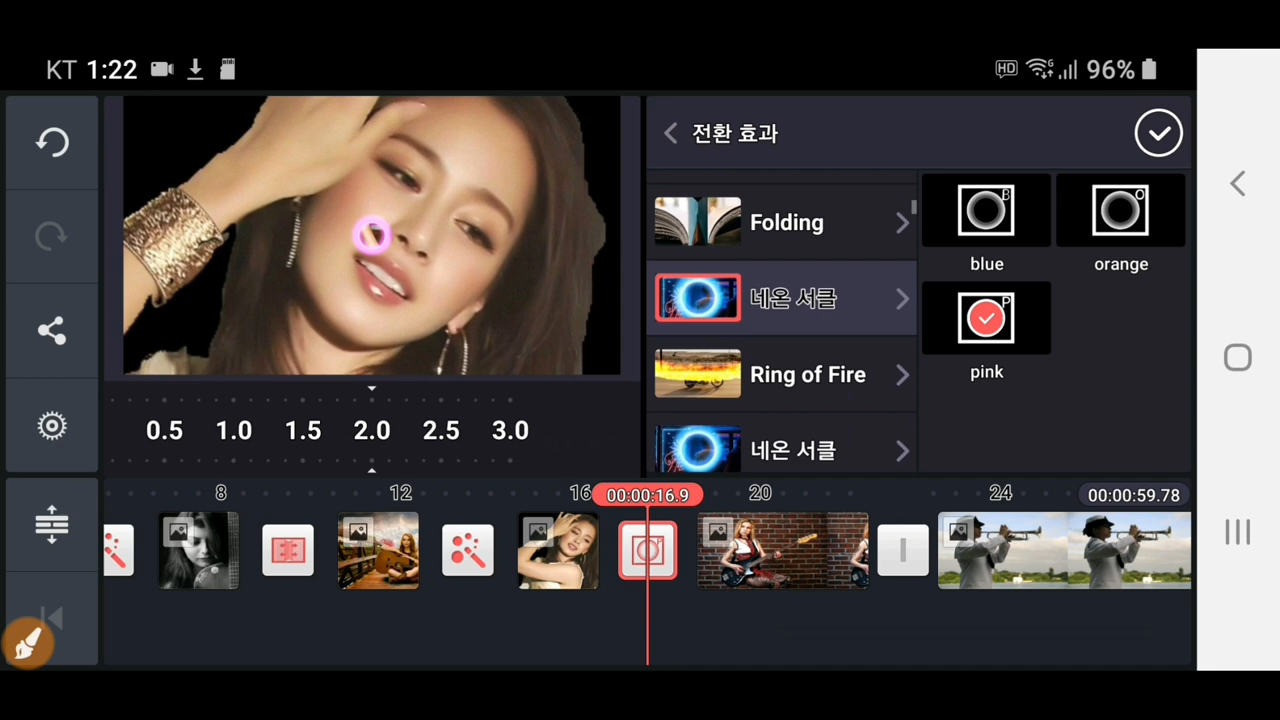 KT 1:22
HD 96%
전환 효과
Folding
네온 서클
Ring of Fire
네온 서클
B
blue
O
orange
P
pink
0.5 1.0 1.5 2.0 2.5 3.0
8 12 16 00:00:16.9 20 24 00:00:59.78